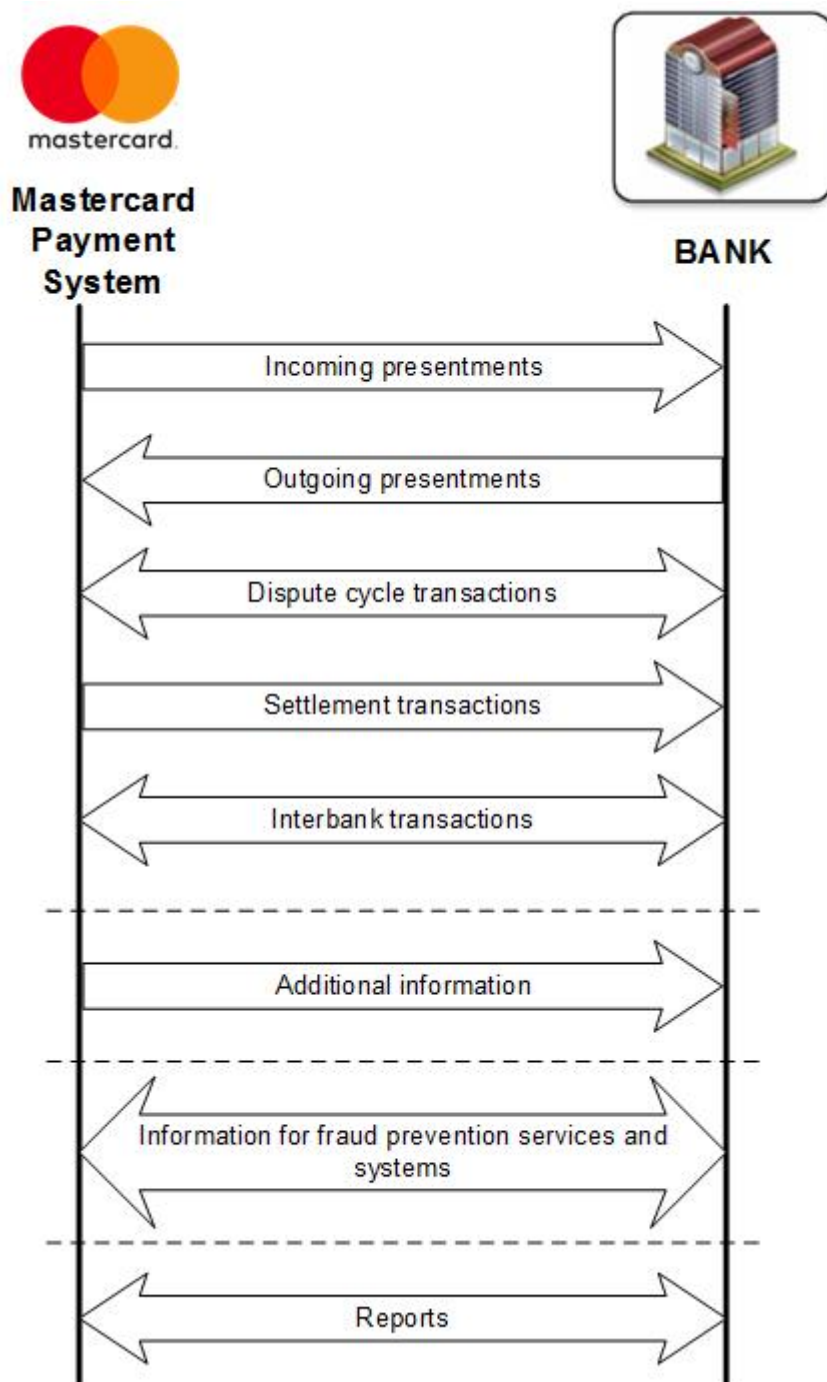 mastercard.
Mastercard
Payment
System
BANK
Incoming presentments
Outgoing presentments
Dispute cycle transactions
Settlement transactions
Interbank transactions
Additional information
Information for fraud prevention services and
systems
Reports